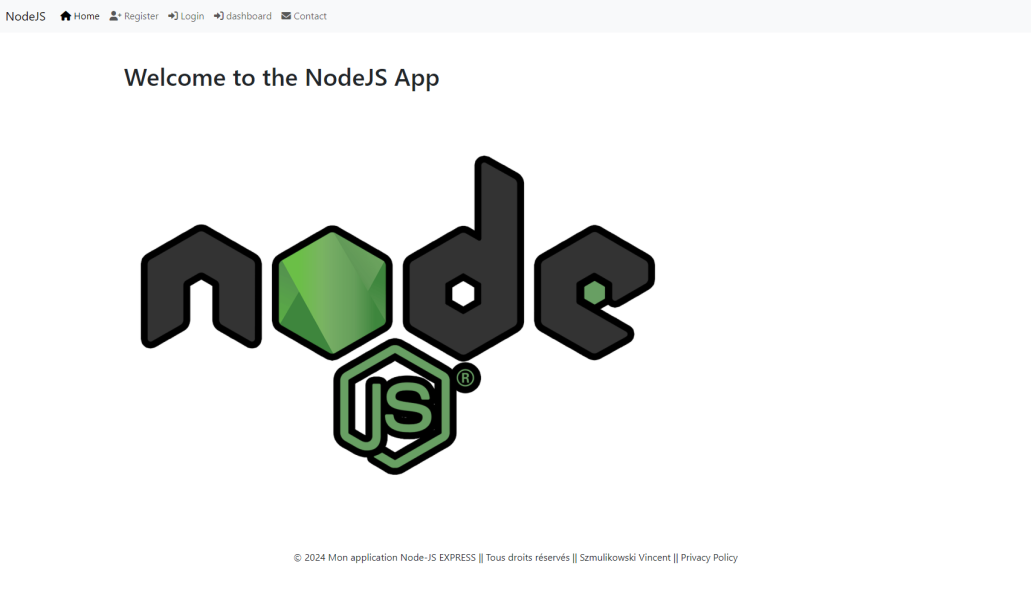 NodeJS Home Register Login dashboard Contact
Welcome to the NodeJS App
node
JS ®
© 2024 Mon application Node-JS EXPRESS || Tous droits réservés || Szmulikowski Vincent || Privacy Policy